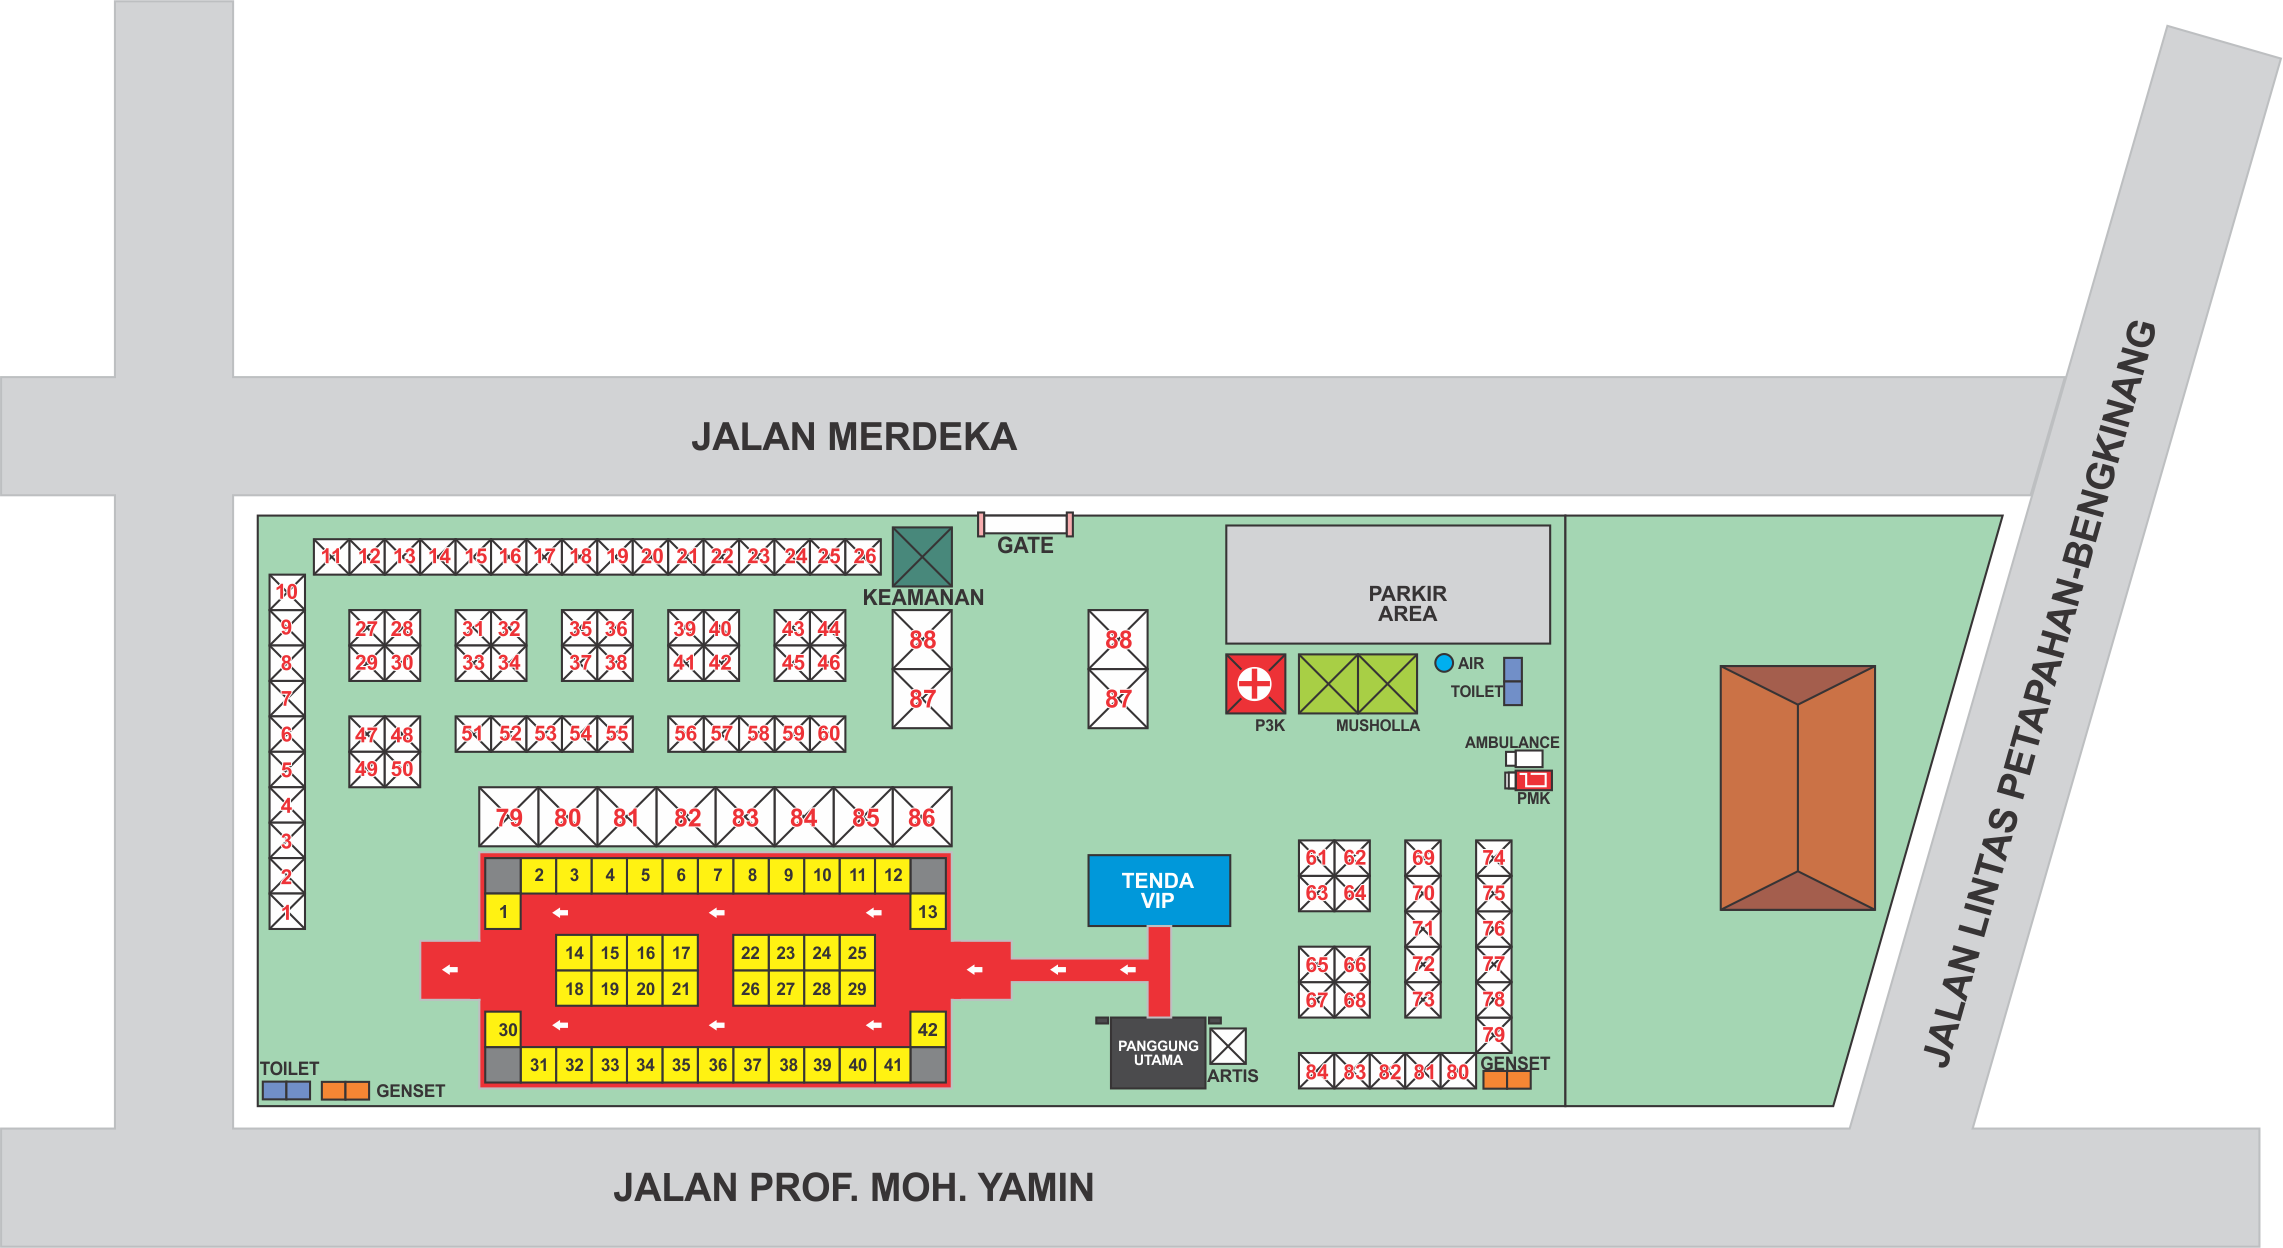 JALAN MERDEKA
GATE
KEAMANAN
11 12 13 14 15 16 17 18 19 20 21 22 23 24 25 26
10
9
8
7
6
5
4
3
2
1
27 28
29 30
31 32
33 34
35 36
37 38
39 40
41 42
43 44
45 46
88
87
88
87
47 48
49 50
51 52 53 54 55
56 57 58 59 60
79 80 81 82 83 84 85 86
PARKIR
AREA
P3K
MUSHOLLA
AIR
TOILET
AMBULANCE
PMK
2 3 4 5 6 7 8 9 10 11 12
1
13
14 15 16 17
18 19 20 21
22 23 24 25
26 27 28 29
30
42
31 32 33 34 35 36 37 38 39 40 41
TENDA
VIP
PANGGUNG
UTAMA
ARTIS
61 62
63 64
65 66
67 68
69
70
71
72
73
74
75
76
77
78
79
84 83 82 81 80
GENSET
TOILET
GENSET
JALAN PROF. MOH. YAMIN
JALAN LINTAS PETAPAHAN-BENGKINANG